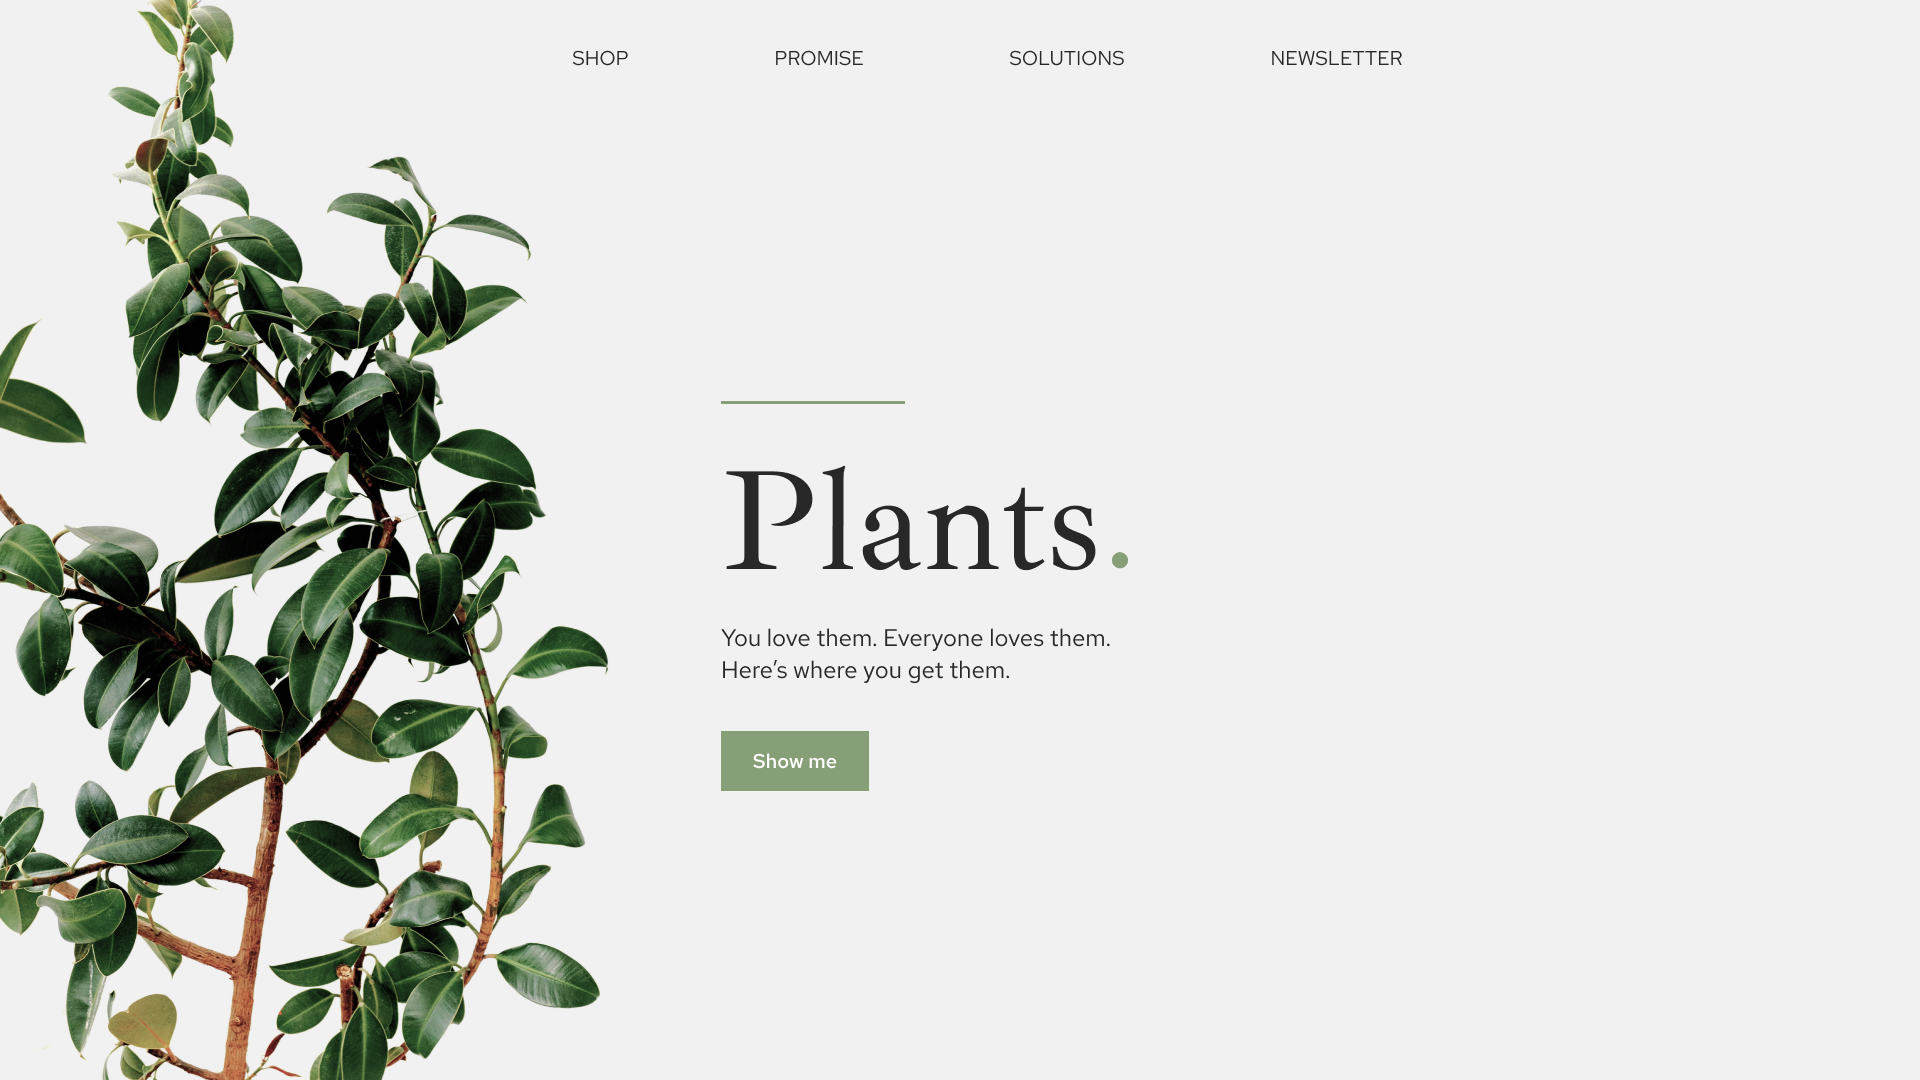 SHOP PROMISE SOLUTIONS NEWSLETTER
Plants.
You love them. Everyone loves them.
Here’s where you get them.
Show me